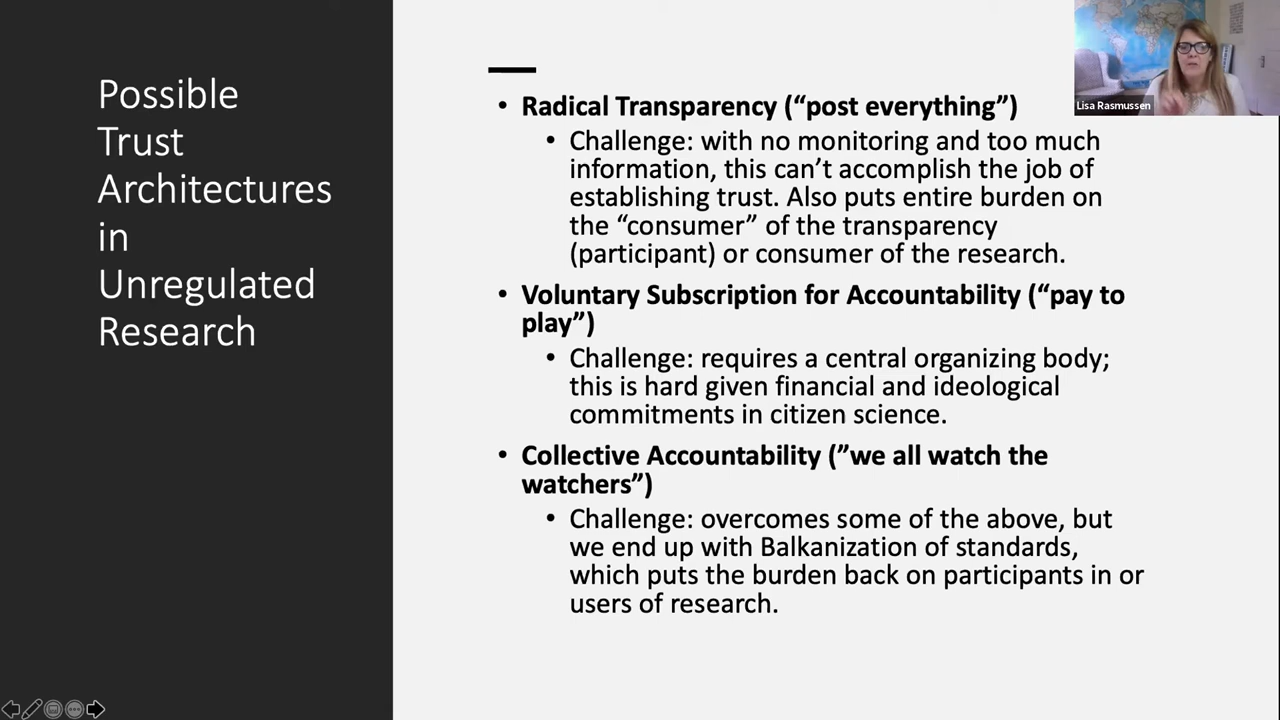 Possible
Trust
Architectures
in
Unregulated
Research
• Radical Transparency (“post everything”)
• Challenge: with no monitoring and too much
information, this can’t accomplish the job of
establishing trust. Also puts entire burden on
the “consumer” of the transparency
(participant) or consumer of the research.
• Voluntary Subscription for Accountability (“pay to
play”)
• Challenge: requires a central organizing body;
this is hard given financial and ideological
commitments in citizen science.
• Collective Accountability (”we all watch the
watchers”)
• Challenge: overcomes some of the above, but
we end up with Balkanization of standards,
which puts the burden back on participants in or
users of research.
Lisa Rasmussen